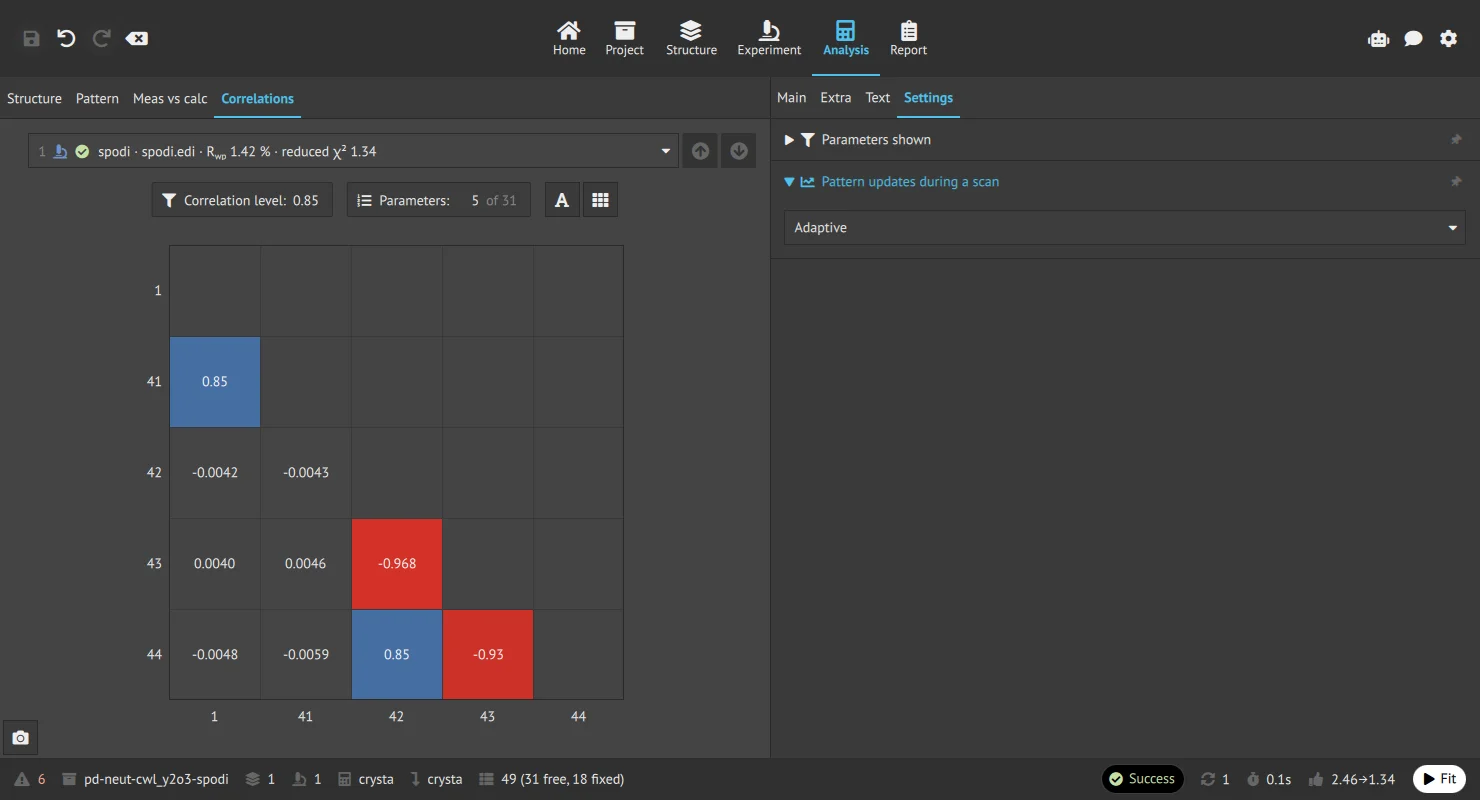 Home Project Structure Experiment Analysis Report
Structure Pattern Meas vs calc Correlations
Main Extra Text Settings
1 spodi · spodi.edi · Rwp 1.42 % · reduced χ² 1.34
Parameters shown
Pattern updates during a scan
Correlation level: 0.85
Parameters: 5 of 31
A
Adaptive
1
41 0.85
42 -0.0042 -0.0043
43 0.0040 0.0046 -0.968
44 -0.0048 -0.0059 0.85 -0.93
1 41 42 43 44
6 pd-neut-cwl_y2o3-spodi 1 1 crysta crysta 49 (31 free, 18 fixed) Success 1 0.1s 2.46→1.34 Fit